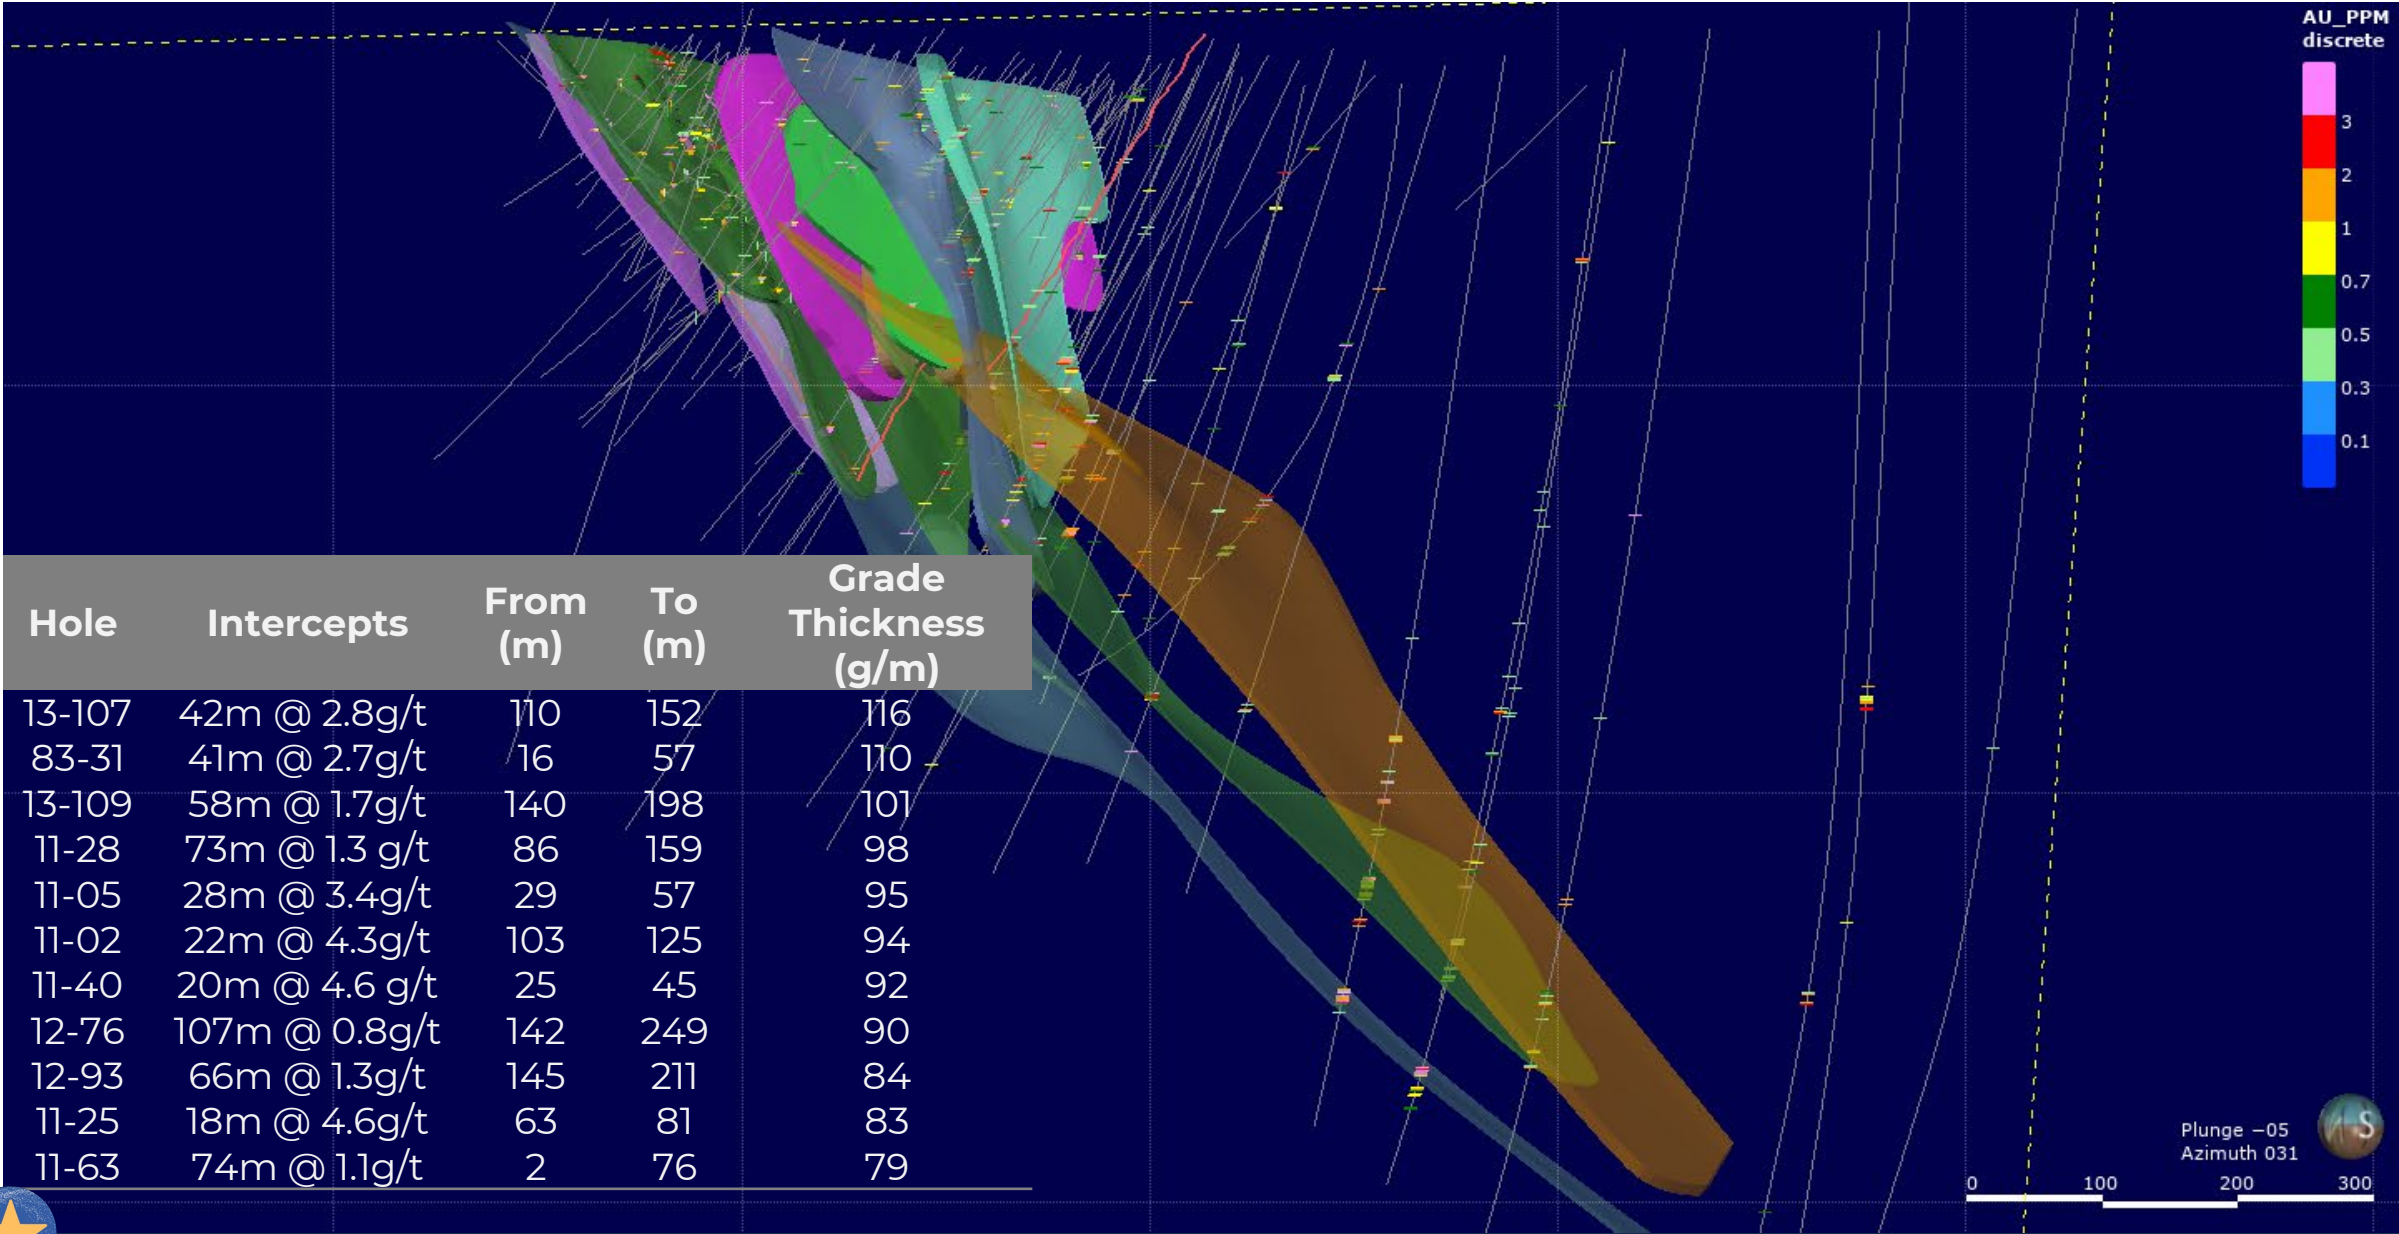 AU_PPM
discrete
3
2
1
0.7
0.5
0.3
0.1
Hole Intercepts From (m) To (m) Grade Thickness (g/m)
13-107 42m @ 2.8g/t 110 152 116
83-31 41m @ 2.7g/t 16 57 110
13-109 58m @ 1.7g/t 140 198 101
11-28 73m @ 1.3 g/t 86 159 98
11-05 28m @ 3.4g/t 29 57 95
11-02 22m @ 4.3g/t 103 125 94
11-40 20m @ 4.6 g/t 25 45 92
12-76 107m @ 0.8g/t 142 249 90
12-93 66m @ 1.3g/t 145 211 84
11-25 18m @ 4.6g/t 63 81 83
11-63 74m @ 1.1g/t 2 76 79
Plunge −05
Azimuth 031
S
0 100 200 300